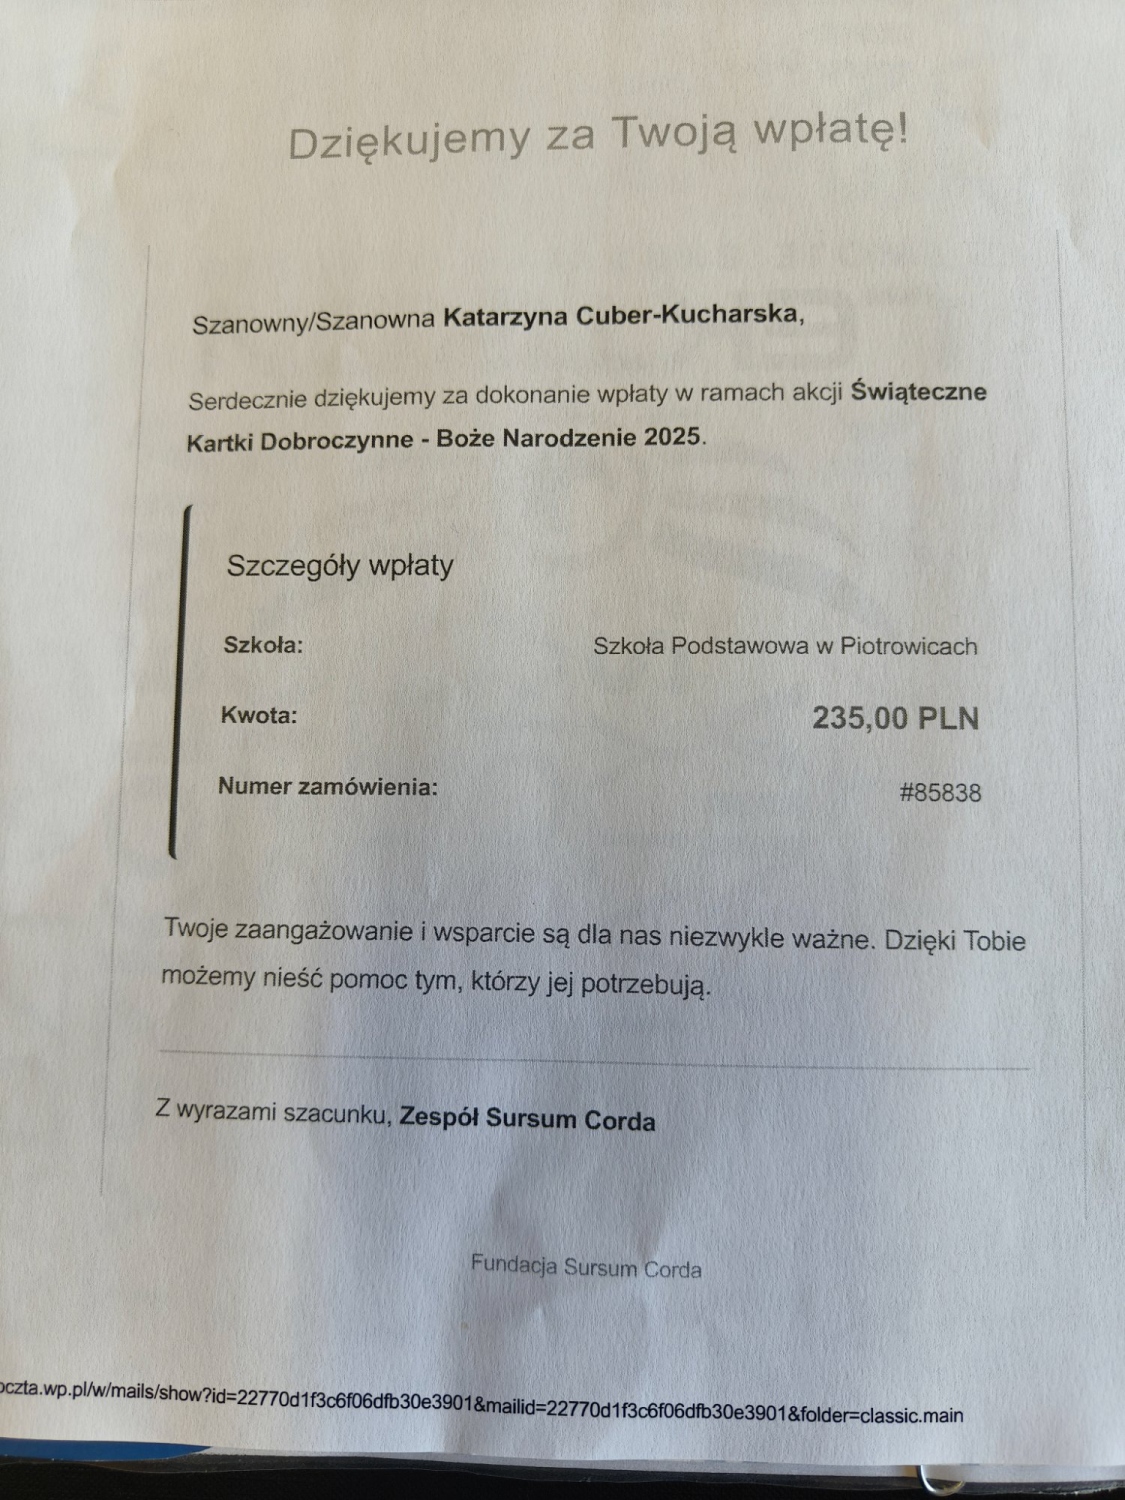 Dziękujemy za Twoją wpłatę!
Szanowny/Szanowna Katarzyna Cuber-Kucharska,
Serdecznie dziękujemy za dokonanie wpłaty w ramach akcji Świąteczne
Kartki Dobroczynne - Boże Narodzenie 2025.
Szczegóły wpłaty
Szkoła: Szkoła Podstawowa w Piotrowicach
Kwota: 235,00 PLN
Numer zamówienia: #85838
Twoje zaangażowanie i wsparcie są dla nas niezwykle ważne. Dzięki Tobie
możemy nieść pomoc tym, którzy jej potrzebują.
Z wyrazami szacunku, Zespół Sursum Corda
Fundacja Sursum Corda
oczta.wp.pl/w/mails/show?id=22770d1f3c6f06dfb30e3901&mailid=22770d1f3c6f06dfb30e3901&folder=classic.main